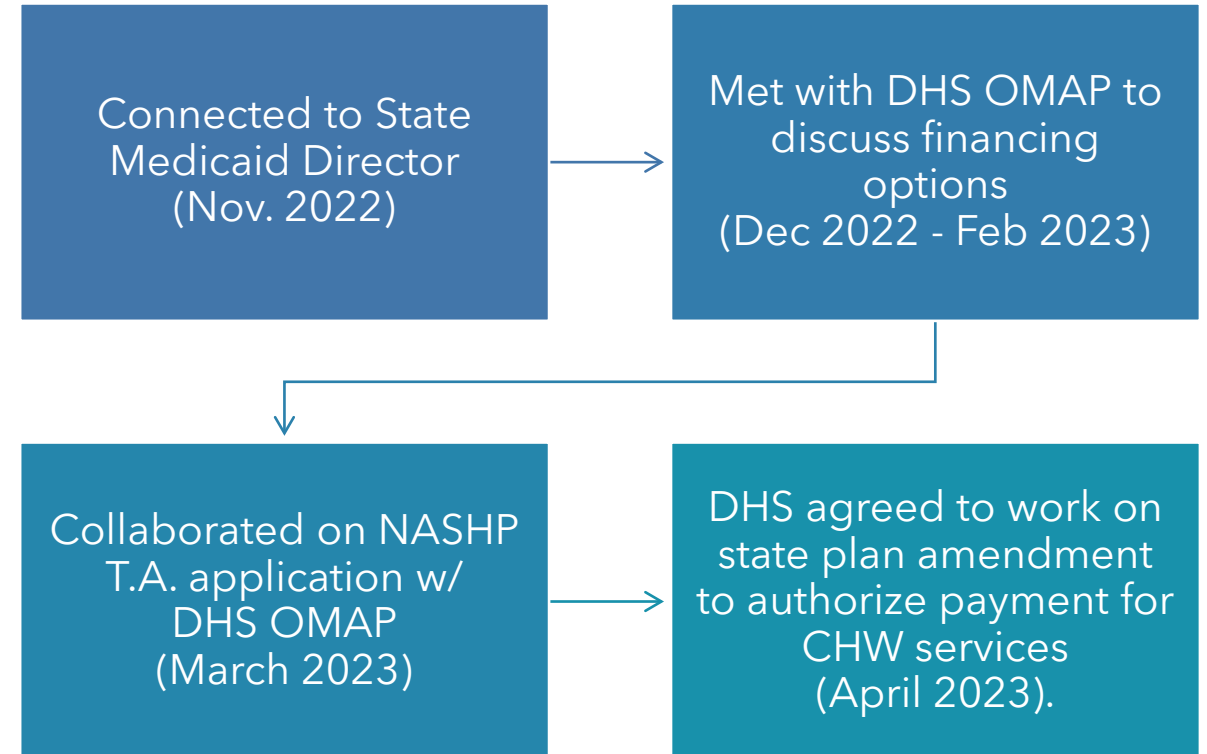 Connected to State
Medicaid Director
(Nov. 2022)
Met with DHS OMAP to
discuss financing
options
(Dec 2022 - Feb 2023)
Collaborated on NASHP
T.A. application w/
DHS OMAP
(March 2023)
DHS agreed to work on
state plan amendment
to authorize payment for
CHW services
(April 2023).